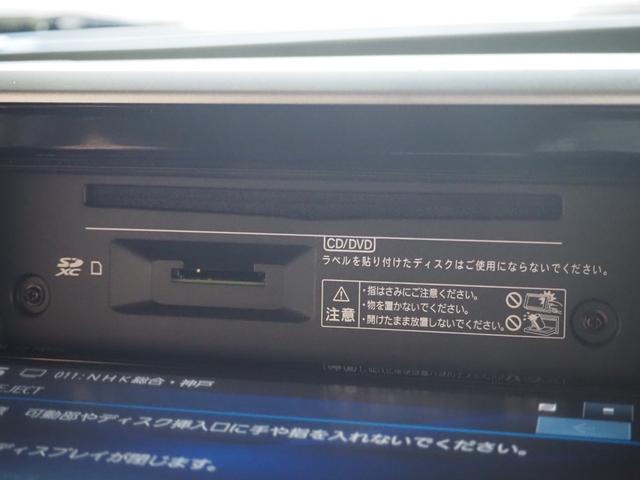 CD/DVD
ラベルを貼り付けたディスクはご使用にならないでください。
SD XC
注意
・指はさみにご注意ください。
・物を置かないでください。
・開けたまま放置しないでください。
011:NHK総合・神戸
EJECT
可動部やディスク挿入口に手や指を入れないでください。
ディスプレイが閉じます。